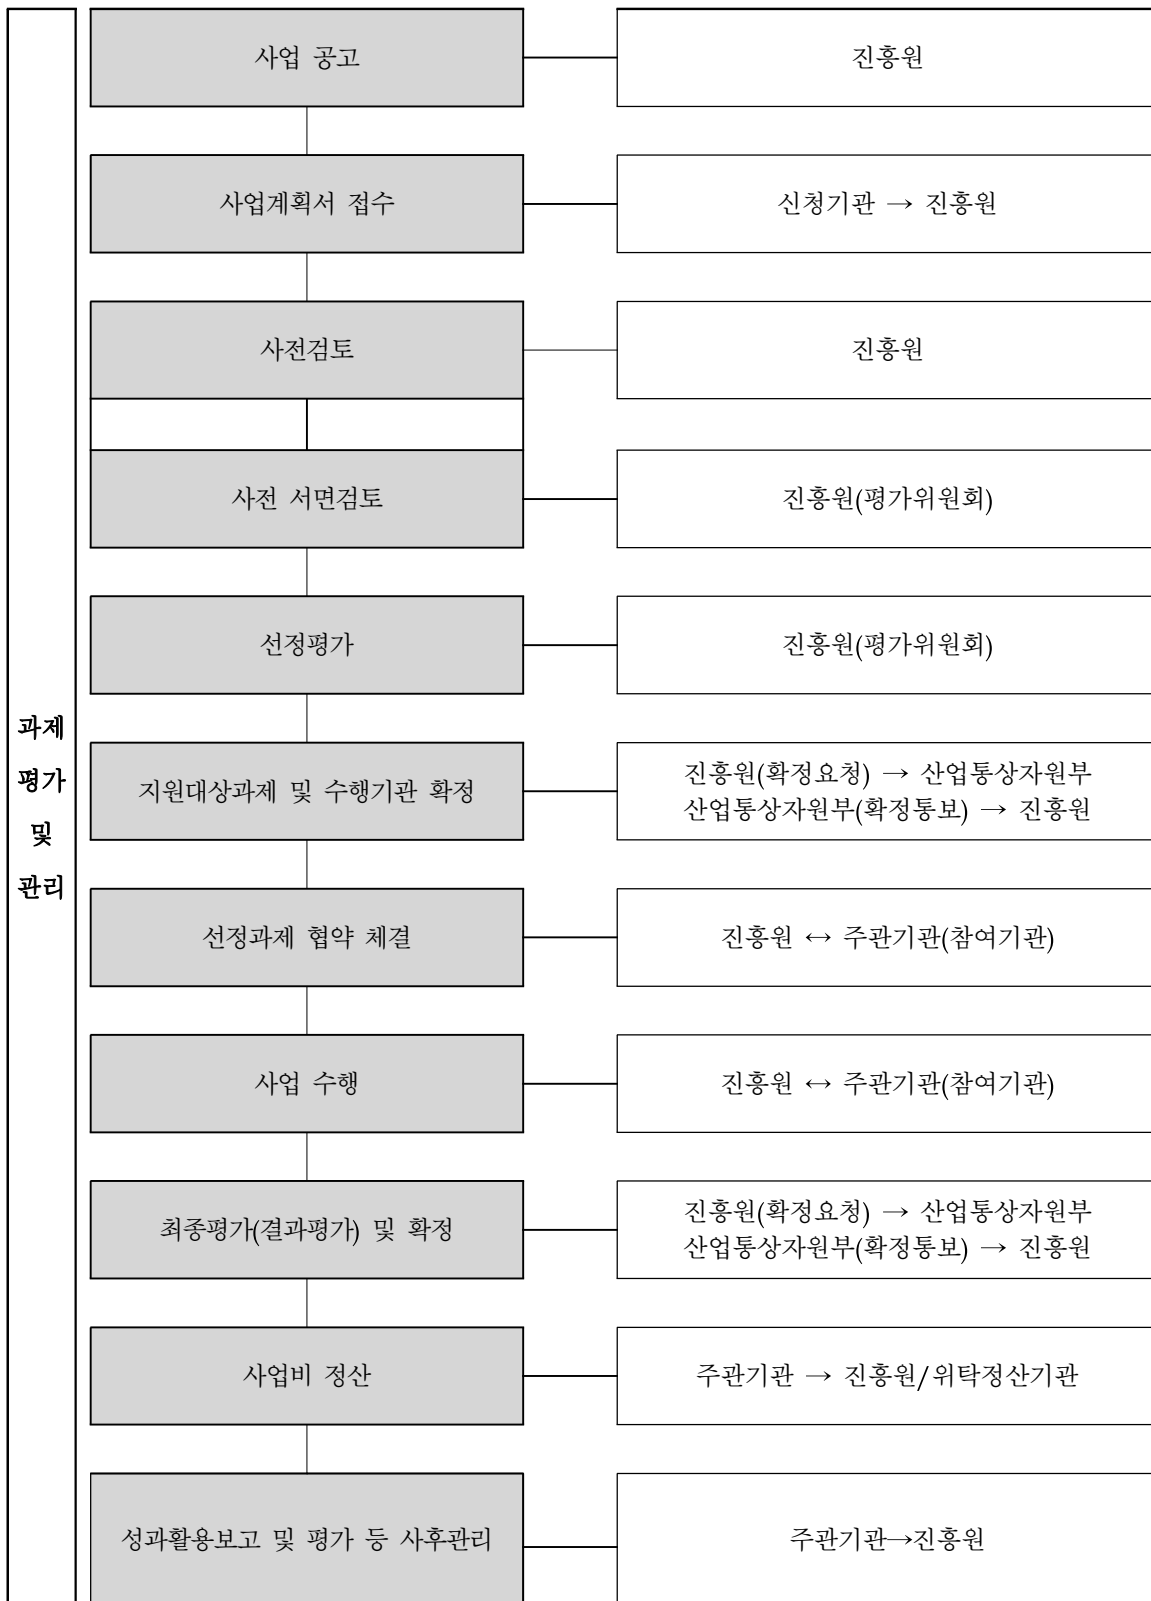 사업 공고
진흥원
사업계획서 접수
신청기관 → 진흥원
사전검토
진흥원
사전 서면검토
진흥원(평가위원회)
선정평가
진흥원(평가위원회)
과제
평가
및
관리
지원대상과제 및 수행기관 확정
진흥원(확정요청) → 산업통상자원부
산업통상자원부(확정통보) → 진흥원
선정과제 협약 체결
진흥원 ↔ 주관기관(참여기관)
사업 수행
진흥원 ↔ 주관기관(참여기관)
최종평가(결과평가) 및 확정
진흥원(확정요청) → 산업통상자원부
산업통상자원부(확정통보) → 진흥원
사업비 정산
주관기관 → 진흥원/위탁정산기관
성과활용보고 및 평가 등 사후관리
주관기관→진흥원